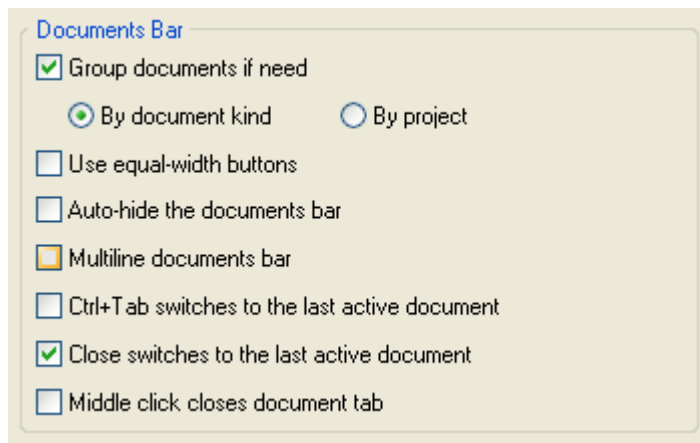 Documents Bar
Group documents if need
By document kind By project
Use equal-width buttons
Auto-hide the documents bar
Multiline documents bar
Ctrl+Tab switches to the last active document
Close switches to the last active document
Middle click closes document tab